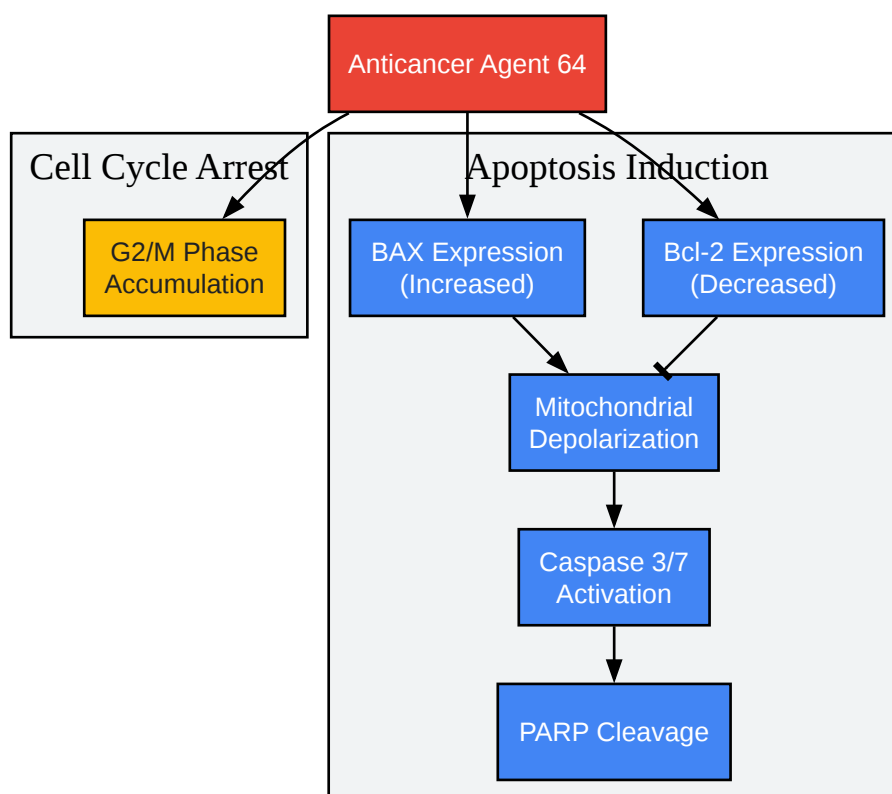 Anticancer Agent 64
Cell Cycle Arrest
Apoptosis Induction
G2/M Phase
Accumulation
BAX Expression
(Increased)
Bcl-2 Expression
(Decreased)
Mitochondrial
Depolarization
Caspase 3/7
Activation
PARP Cleavage